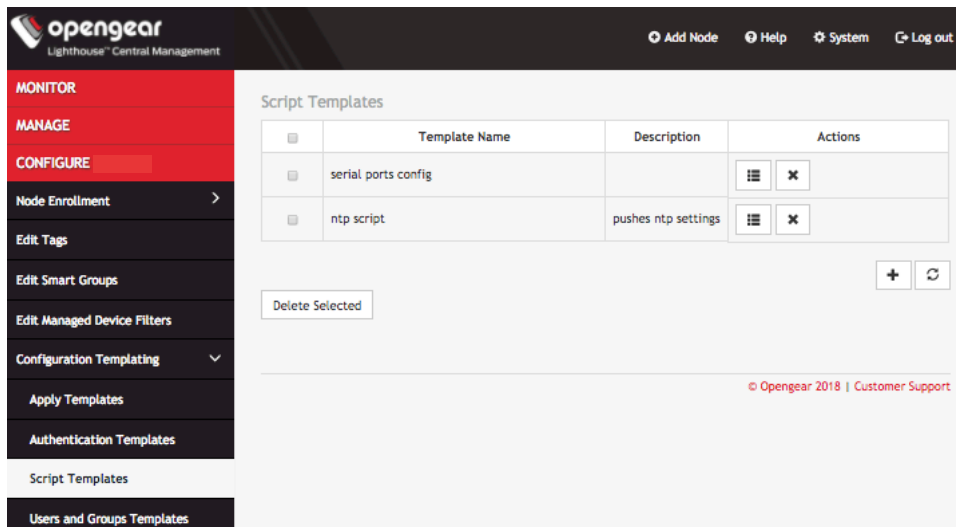 opengear
Lighthouse™ Central Management
Add Node
Help
System
Log out
MONITOR
MANAGE
CONFIGURE
Node Enrollment
Edit Tags
Edit Smart Groups
Edit Managed Device Filters
Configuration Templating
Apply Templates
Authentication Templates
Script Templates
Users and Groups Templates
Script Templates
Template Name Description Actions
serial ports config
ntp script pushes ntp settings
Delete Selected
© Opengear 2018 | Customer Support